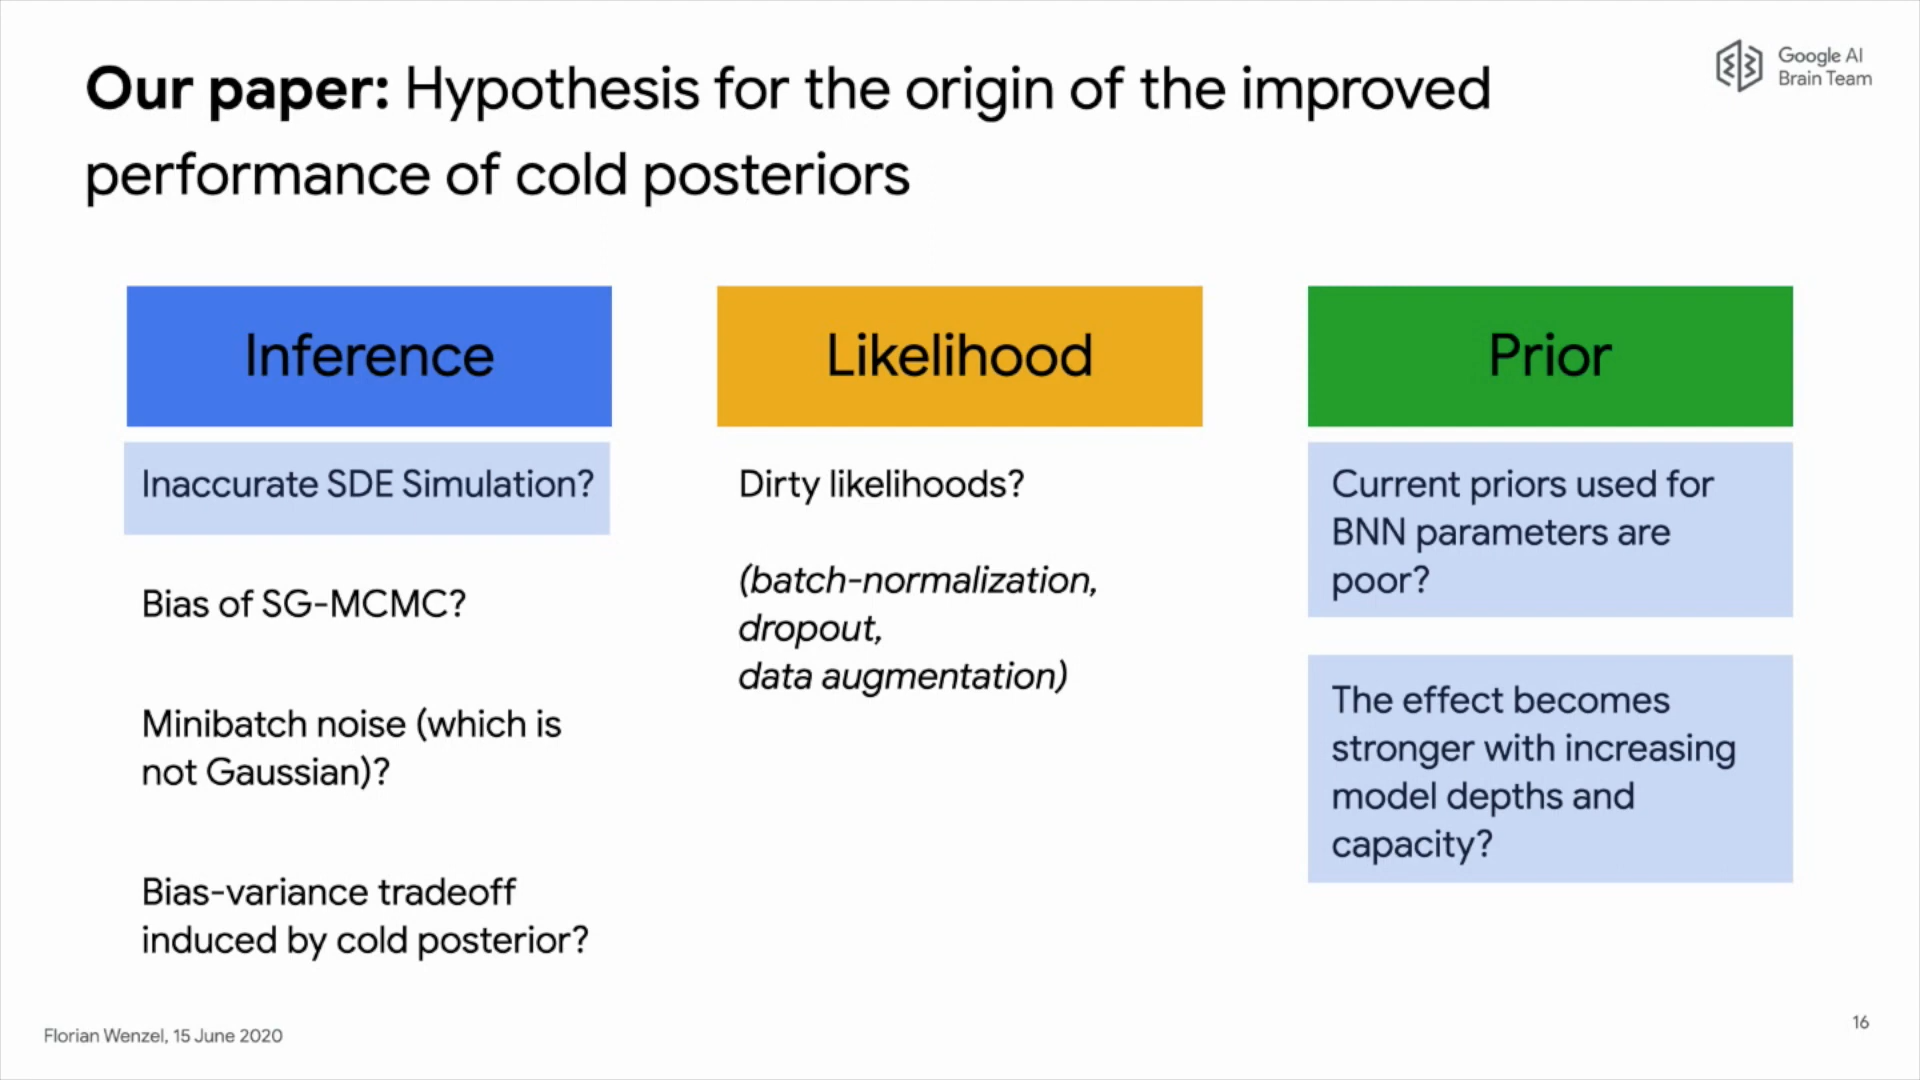 Our paper: Hypothesis for the origin of the improved
performance of cold posteriors
Google AI
Brain Team
Inference
Inaccurate SDE Simulation?
Bias of SG-MCMC?
Minibatch noise (which is
not Gaussian)?
Bias-variance tradeoff
induced by cold posterior?
Likelihood
Dirty likelihoods?
(batch-normalization,
dropout,
data augmentation)
Prior
Current priors used for
BNN parameters are
poor?
The effect becomes
stronger with increasing
model depths and
capacity?
Florian Wenzel, 15 June 2020
16